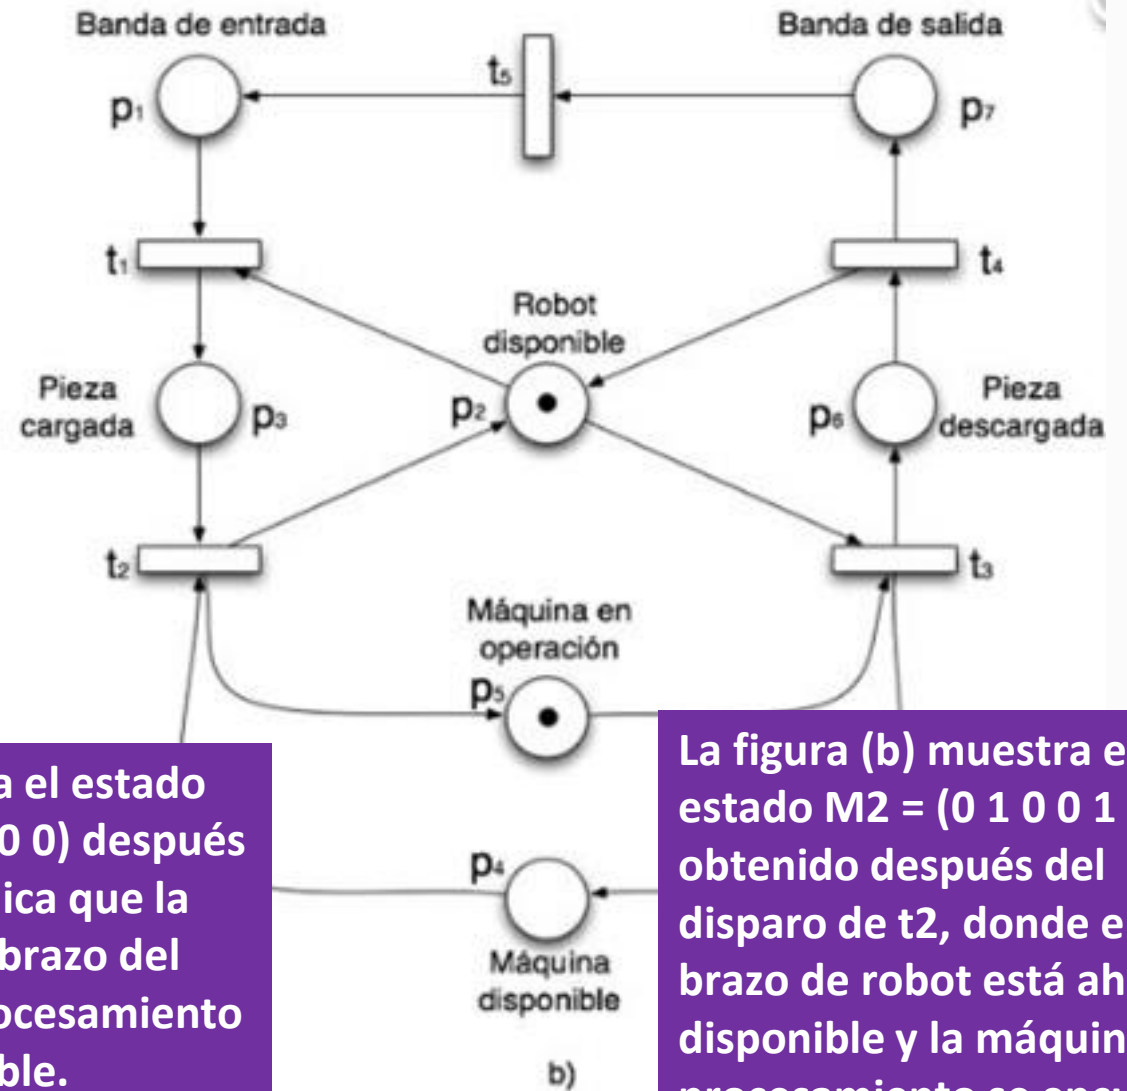 Banda de entrada
Banda de salida
t5
p1
p7
t1
t4
Robot
disponible
Pieza
cargada
p3
p2
p6
Pieza
descargada
t2
t3
Máquina en
operación
p5
a el estado
0 0) después
ica que la
brazo del
ocesamiento
ble.
p4
Máquina
disponible
b)
La figura (b) muestra e
estado M2 = (0 1 0 0 1
obtenido después del
disparo de t2, donde e
brazo de robot está ah
disponible y la máquin